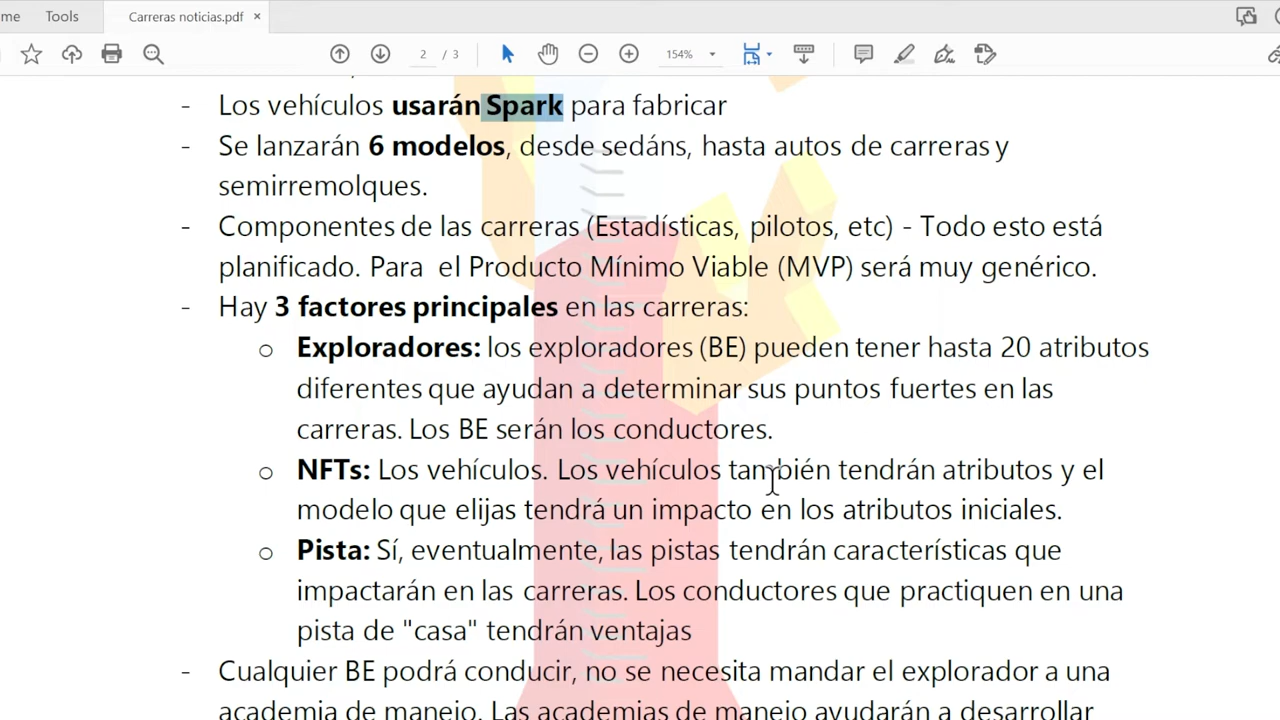 me Tools Carreras noticias.pdf ×
2 / 3 154%
- Los vehículos usarán Spark para fabricar
- Se lanzarán 6 modelos, desde sedáns, hasta autos de carreras y
semirremolques.
- Componentes de las carreras (Estadísticas, pilotos, etc) - Todo esto está
planificado. Para el Producto Mínimo Viable (MVP) será muy genérico.
- Hay 3 factores principales en las carreras:
o Exploradores: los exploradores (BE) pueden tener hasta 20 atributos
diferentes que ayudan a determinar sus puntos fuertes en las
carreras. Los BE serán los conductores.
o NFTs: Los vehículos. Los vehículos también tendrán atributos y el
modelo que elijas tendrá un impacto en los atributos iniciales.
o Pista: Sí, eventualmente, las pistas tendrán características que
impactarán en las carreras. Los conductores que practiquen en una
pista de "casa" tendrán ventajas
- Cualquier BE podrá conducir, no se necesita mandar el explorador a una
academia de manejo. Las academias de manejo ayudarán a desarrollar